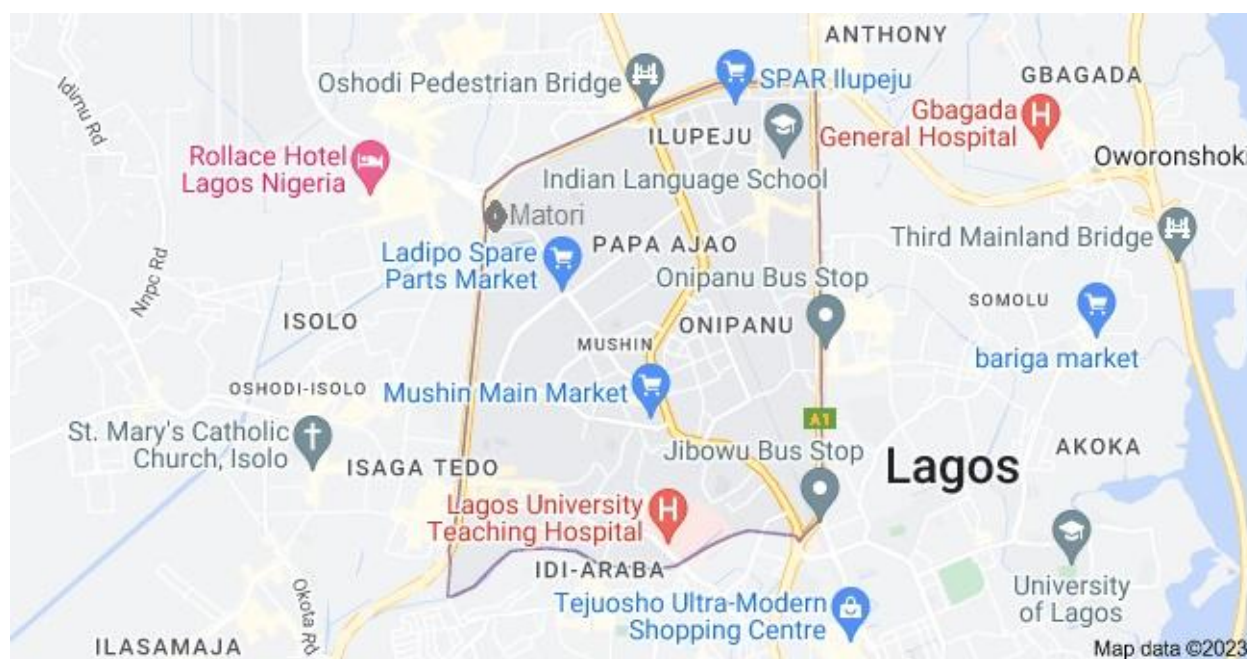 ANTHONY
Oshodi Pedestrian Bridge
SPAR Ilupeju
GBAGADA
Idimu Rd
Gbagada
General Hospital
ILUPEJU
Rollace Hotel
Lagos Nigeria
Oworonshoki
Indian Language School
Matori
PAPA AJAO
Third Mainland Bridge
Ladipo Spare
Parts Market
Onipanu Bus Stop
Nnpc Rd
SOMOLU
ISOLO
ONIPANU
MUSHIN
bariga market
OSHODI-ISOLO
Mushin Main Market
A1
St. Mary's Catholic
Church, Isolo
Jibowu Bus Stop
AKOKA
ISAGA TEDO
Lagos
Lagos University
Teaching Hospital
IDI-ARABA
University
of Lagos
Okota Rd
Tejuosho Ultra-Modern
Shopping Centre
ILASAMAJA
Map data ©2023